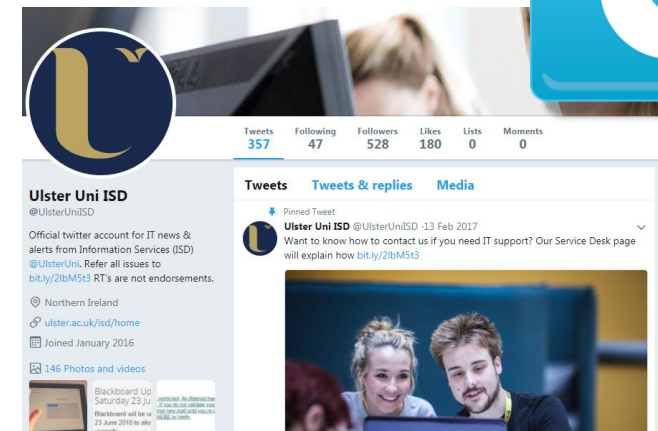 Tweets Following Followers Likes Lists Moments
357 47 528 180 0 0
Ulster Uni ISD
@UlsterUniISD
Official twitter account for IT news &
alerts from Information Services (ISD)
@UlsterUni. Refer all issues to
bit.ly/2lbM5t3 RT's are not endorsements.
Northern Ireland
ulster.ac.uk/isd/home
Joined January 2016
146 Photos and videos
Blackboard Up
Saturday 23 Ju
Blackboard will be u
23 June 2018 to allo
Tweets Tweets & replies Media
Pinned Tweet
Ulster Uni ISD @UlsterUniISD ·13 Feb 2017
Want to know how to contact us if you need IT support? Our Service Desk page
will explain how bit.ly/2lbM5t3